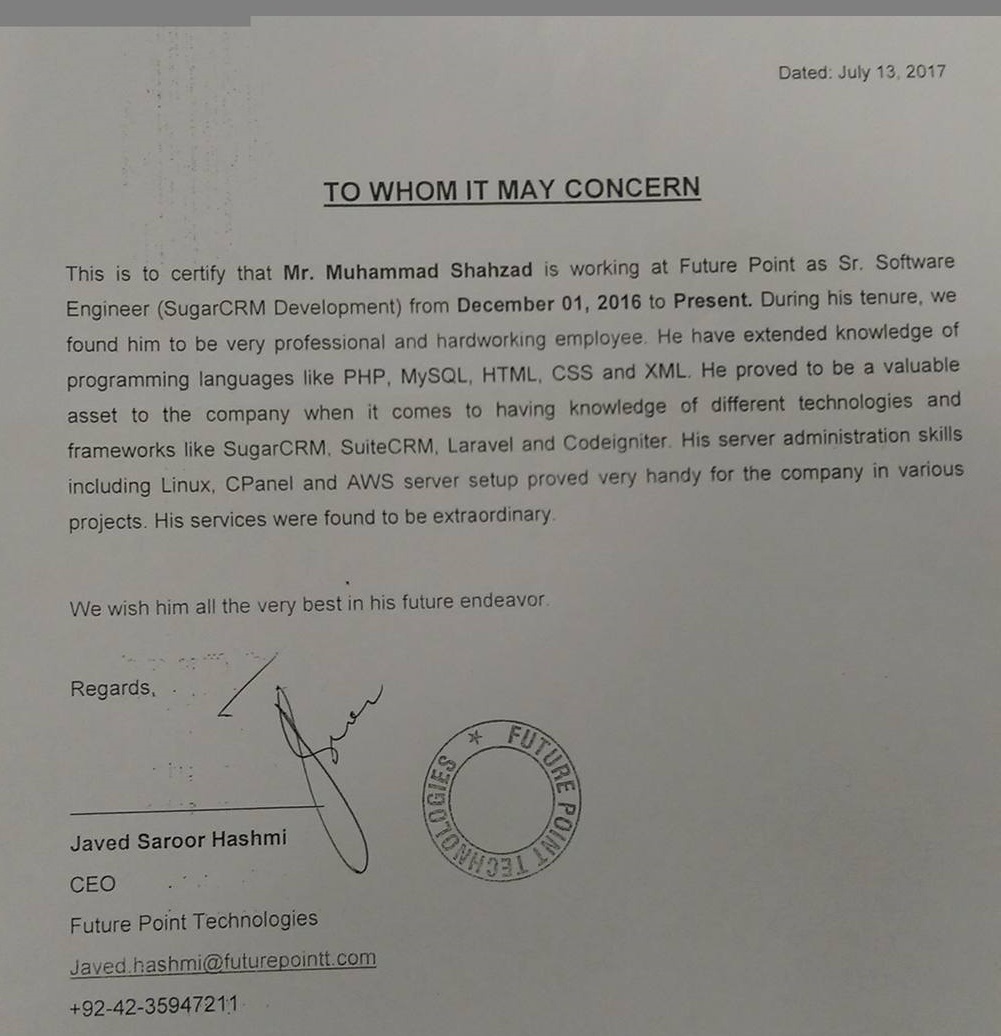 Dated: July 13, 2017
TO WHOM IT MAY CONCERN
This is to certify that Mr. Muhammad Shahzad is working at Future Point as Sr. Software
Engineer (SugarCRM Development) from December 01, 2016 to Present. During his tenure, we
found him to be very professional and hardworking employee. He have extended knowledge of
programming languages like PHP, MySQL, HTML, CSS and XML. He proved to be a valuable
asset to the company when it comes to having knowledge of different technologies and
frameworks like SugarCRM, SuiteCRM, Laravel and Codeigniter. His server administration skills
including Linux, CPanel and AWS server setup proved very handy for the company in various
projects. His services were found to be extraordinary.
We wish him all the very best in his future endeavor.
Regards,
FUTURE POINT TECHNOLOGIES
Javed Saroor Hashmi
CEO
Future Point Technologies
Javed.hashmi@futurepointt.com
+92-42-35947211